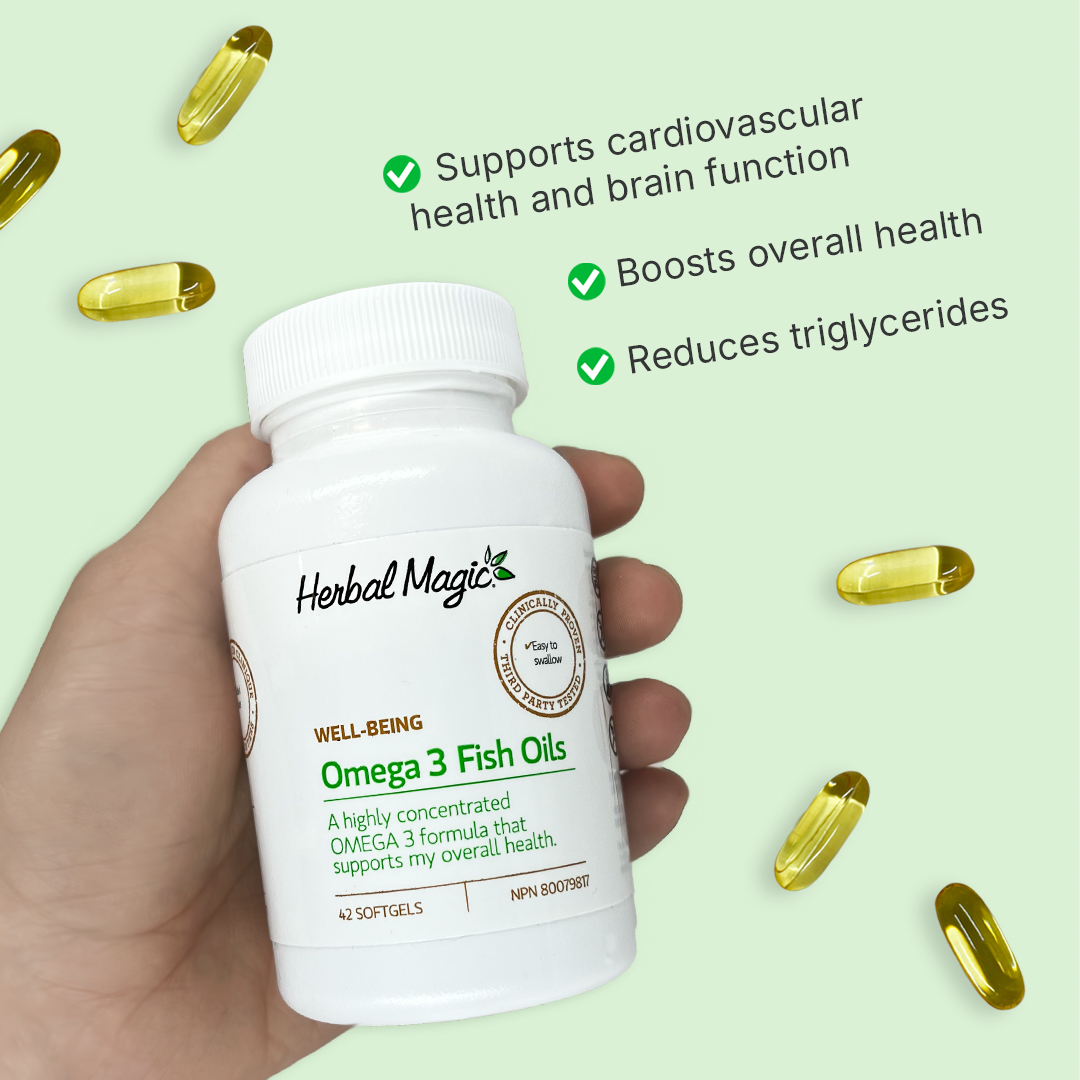 Supports cardiovascular
health and brain function
Boosts overall health
Reduces triglycerides
Herbal Magic
CLINICALLY PROVEN
Easy to
swallow
THIRD PARTY TESTED
WELL-BEING
Omega 3 Fish Oils
A highly concentrated
OMEGA 3 formula that
supports my overall health.
42 SOFTGELS
NPN 80079817